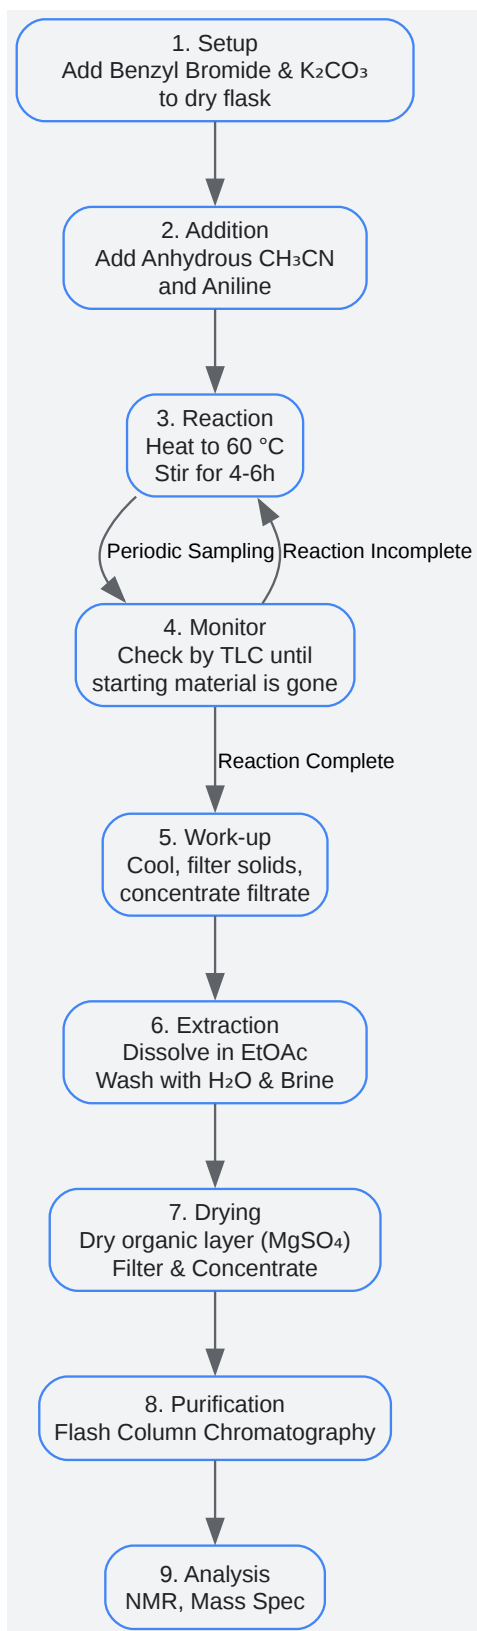 1. Setup
Add Benzyl Bromide & K₂CO₃
to dry flask
2. Addition
Add Anhydrous CH₃CN
and Aniline
3. Reaction
Heat to 60 °C
Stir for 4-6h
Periodic Sampling
Reaction Incomplete
4. Monitor
Check by TLC until
starting material is gone
Reaction Complete
5. Work-up
Cool, filter solids,
concentrate filtrate
6. Extraction
Dissolve in EtOAc
Wash with H₂O & Brine
7. Drying
Dry organic layer (MgSO₄)
Filter & Concentrate
8. Purification
Flash Column Chromatography
9. Analysis
NMR, Mass Spec